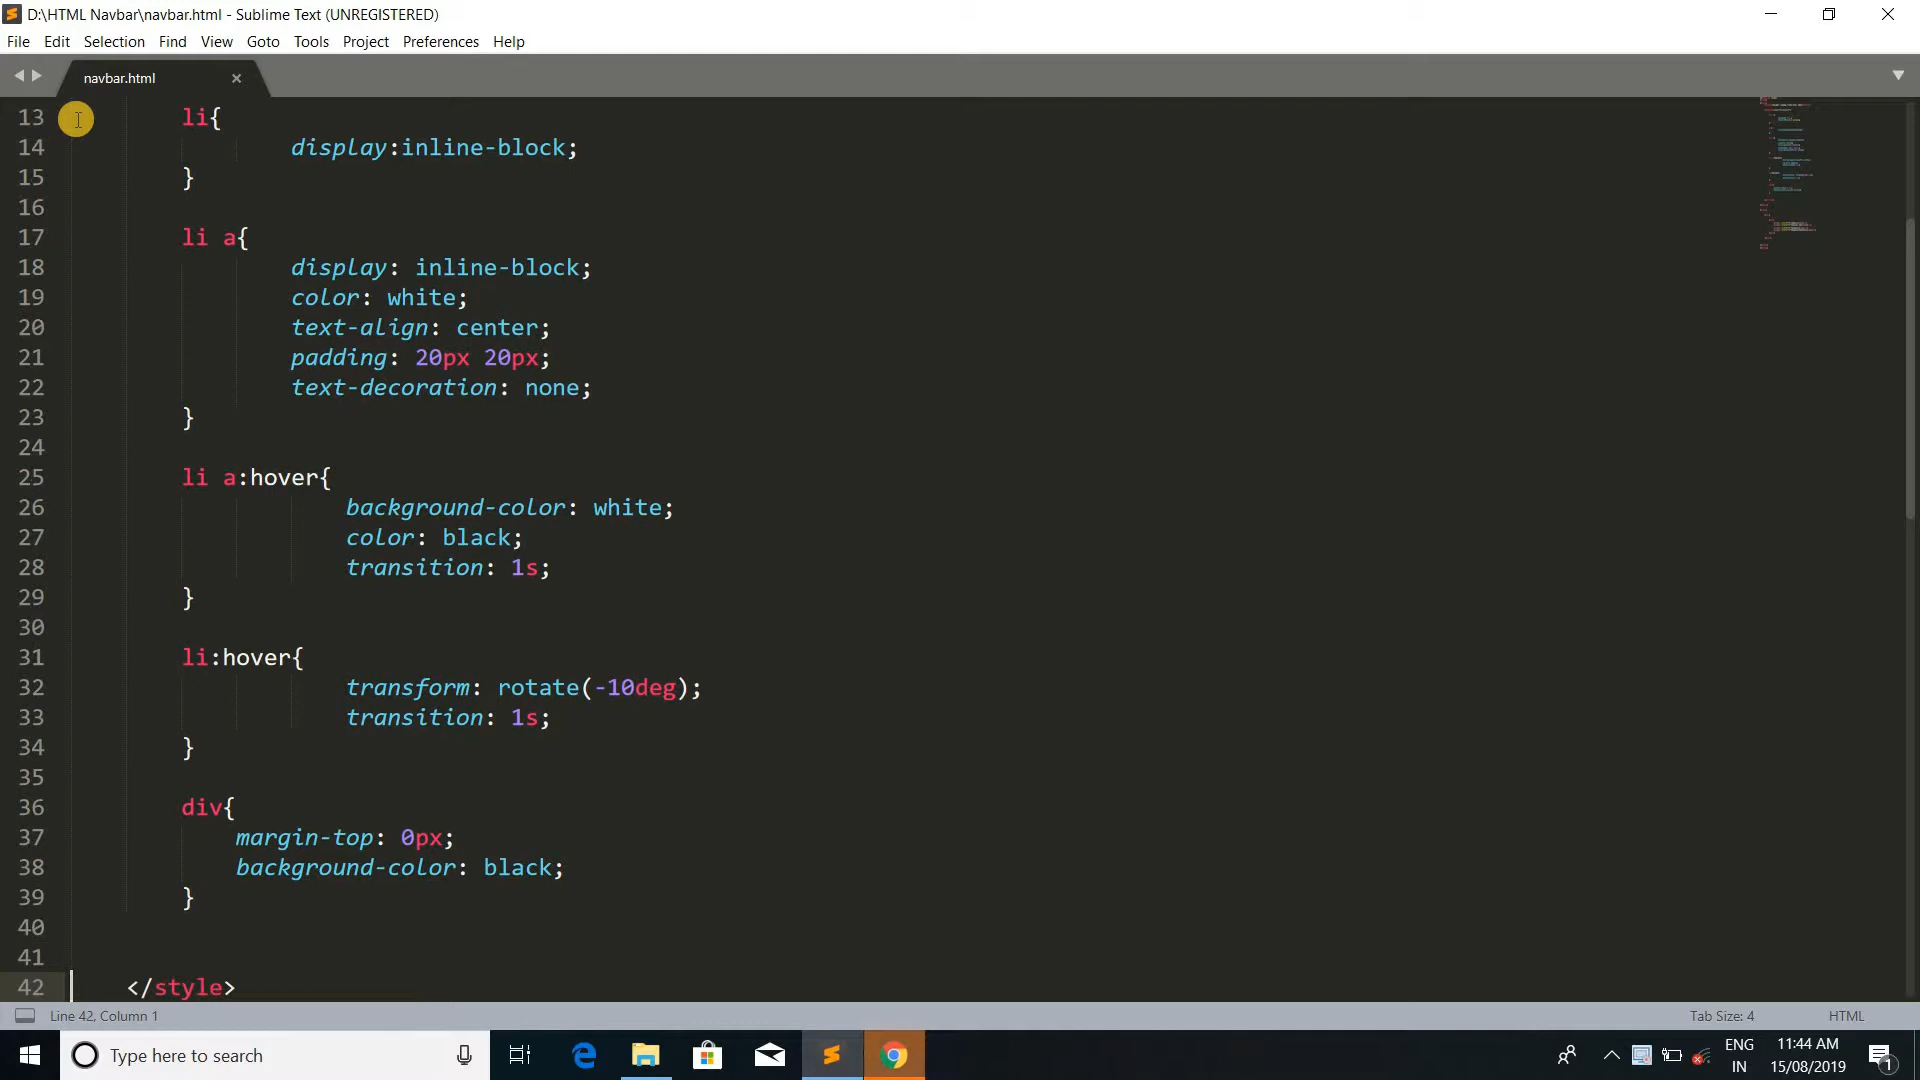 D:\HTML Navbar\navbar.html - Sublime Text (UNREGISTERED)
File Edit Selection Find View Goto Tools Project Preferences Help
navbar.html
13 li{
14 display:inline-block;
15 }
16
17 li a{
18 display: inline-block;
19 color: white;
20 text-align: center;
21 padding: 20px 20px;
22 text-decoration: none;
23 }
24
25 li a:hover{
26 background-color: white;
27 color: black;
28 transition: 1s;
29 }
30
31 li:hover{
32 transform: rotate(-10deg);
33 transition: 1s;
34 }
35
36 div{
37 margin-top: 0px;
38 background-color: black;
39 }
40
41
42 </style>
Line 42, Column 1 Tab Size: 4 HTML
Type here to search
ENG 11:44 AM
IN 15/08/2019 1